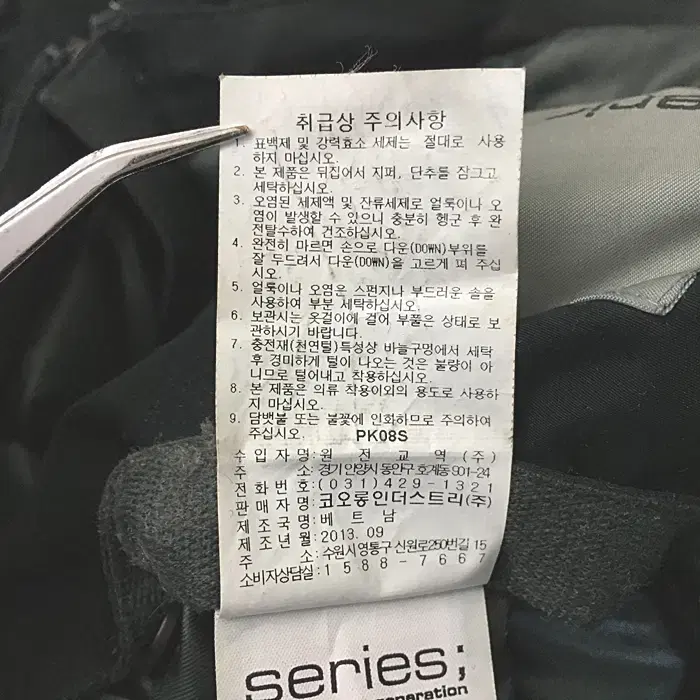 취급상 주의사항
1. 표백제 및 강력효소 세제는 절대로 사용
하지 마십시오.
2. 본 제품은 뒤집어서 지퍼, 단추를 잠그고
세탁하십시오.
3. 오염된 세제액 및 잔류세제로 얼룩이나 오
염이 발생할 수 있으니 충분히 헹군 후 완
전탈수하여 건조하십시오.
4. 완전히 마르면 손으로 다운(DOWN)부위를
잘 두드려서 다운(DOWN)을 고르게 펴 주십
시오.
5. 얼룩이나 오염은 스펀지나 부드러운 솔을
사용하여 부분 세탁하십시오.
6. 보관시는 옷걸이에 걸어 부풀은 상태로 보
관하시기 바랍니다.
7. 충전재(천연털)특성상 바늘구멍에서 세탁
후 경미하게 털이 나오는 것은 불량이 아
니므로 털어내고 착용하십시오.
8. 본 제품은 의류 착용이외의 용도로 사용하
지 마십시오.
9. 담뱃불 또는 불꽃에 인화하므로 주의하여
주십시오. PK08S
수입자명:원전교역(주)
주소:경기 안양시 동안구 호계동 901-24
전화번호:(031)429-1321
판매자명:코오롱인더스트리(주)
제조국명:베트남
제조년월:2013.09
주소:수원시영통구 신원로250번길 15
소비자상담실:1588-7667
series;